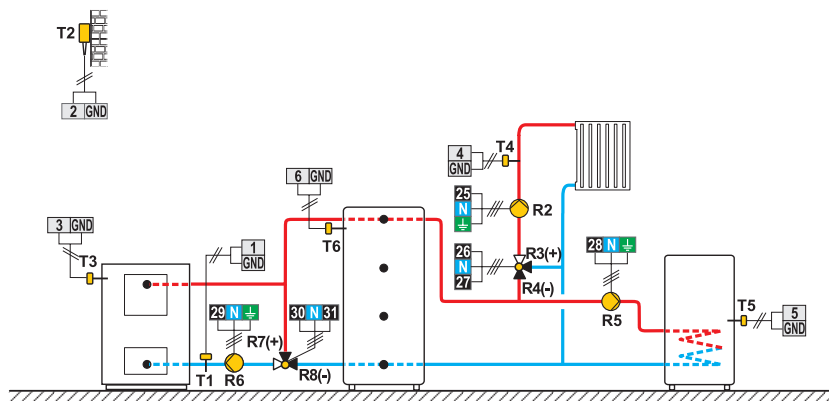 T2
2 GND
4
GND
T4
6 GND
25
N
R2
3 GND
T3
1
GND
T6
26
N
27
R3(+)
R4(-)
28 N
R5
T5
5
GND
29 N
30 N 31
R7(+)
T1
R6
R8(-)